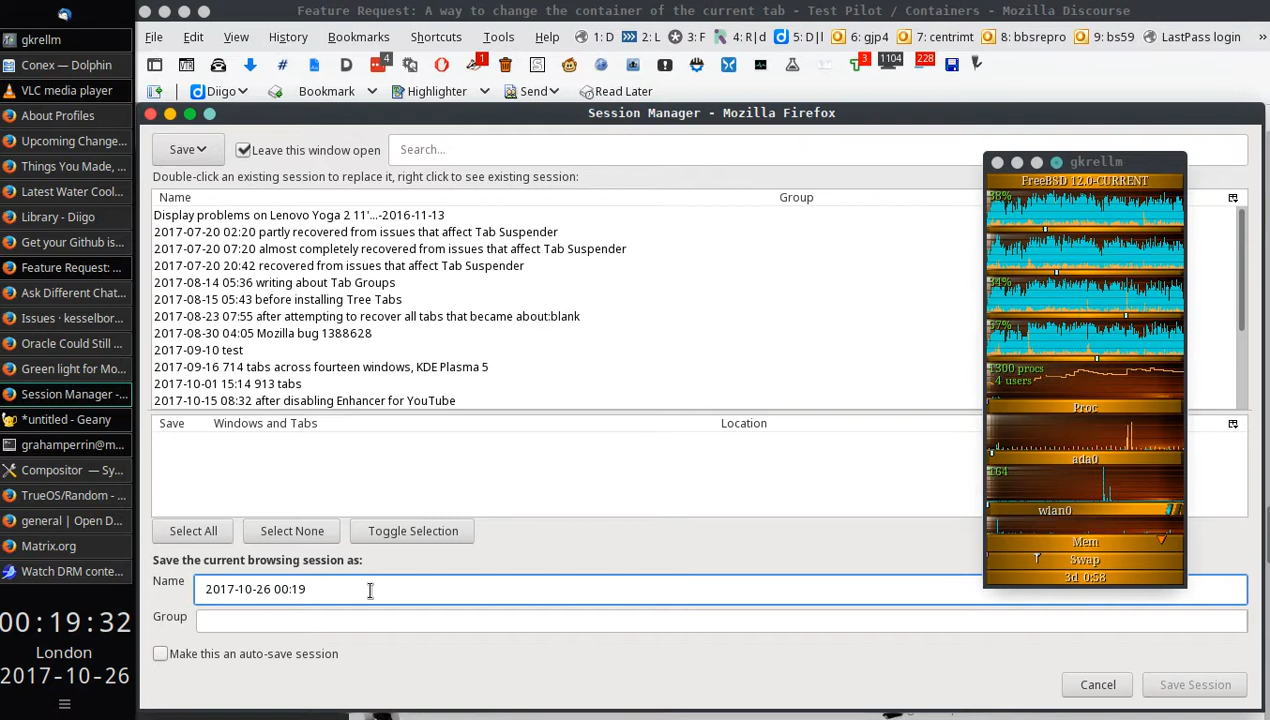 gkrellm
Conex — Dolphin
VLC media player
About Profiles
Upcoming Change...
Things You Made, ...
Latest Water Cool...
Library - Diigo
Get your Github is...
Feature Request: ...
Ask Different Chat...
Issues · kesselbor...
Oracle Could Still ...
Green light for Mo...
Session Manager -...
*untitled - Geany
grahamperrin@m...
Compositor — Sy...
TrueOS/Random - ...
general | Open D...
Matrix.org
Watch DRM conte...
00:19:32
London
2017-10-26
Feature Request: A way to change the container of the current tab - Test Pilot / Containers - Mozilla Discourse
File Edit View History Bookmarks Shortcuts Tools Help 1: D 2: L 3: F 4: R|d 5: D|l 6: gjp4 7: centrimt 8: bbsrepo 9: bs59 LastPass login »
4 1 3 1104 228
Diigo Bookmark Highlighter Send Read Later
Session Manager - Mozilla Firefox
Save Leave this window open Search...
Double-click an existing session to replace it, right click to see existing session:
Name Group
Display problems on Lenovo Yoga 2 11'...-2016-11-13
2017-07-20 02:20 partly recovered from issues that affect Tab Suspender
2017-07-20 07:20 almost completely recovered from issues that affect Tab Suspender
2017-07-20 20:42 recovered from issues that affect Tab Suspender
2017-08-14 05:36 writing about Tab Groups
2017-08-15 05:43 before installing Tree Tabs
2017-08-23 07:55 after attempting to recover all tabs that became about:blank
2017-08-30 04:05 Mozilla bug 1388628
2017-09-10 test
2017-09-16 714 tabs across fourteen windows, KDE Plasma 5
2017-10-01 15:14 913 tabs
2017-10-15 08:32 after disabling Enhancer for YouTube
Save Windows and Tabs Location
Select All Select None Toggle Selection
Save the current browsing session as:
Name 2017-10-26 00:19
Group
Make this an auto-save session
Cancel Save Session
gkrellm
FreeBSD 12.0-CURRENT
1300 procs
4 users
Proc
ada0
164
wlan0
Mem
Swap
3d 0:58